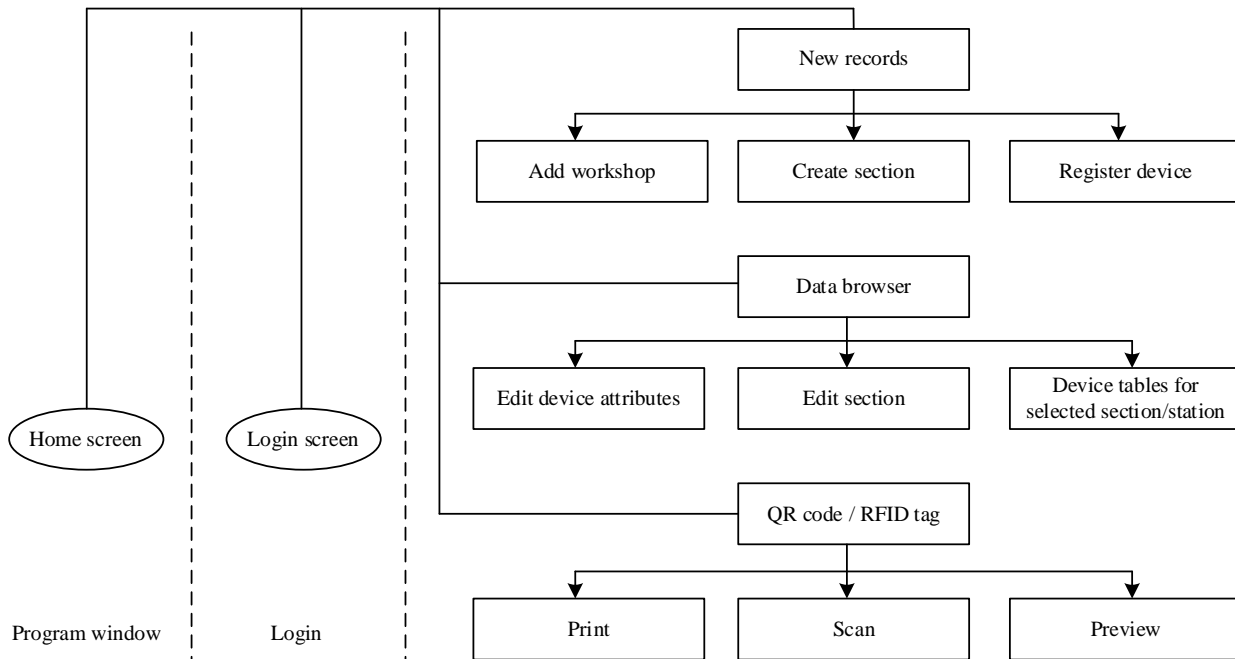 New records
Add workshop
Create section
Register device
Data browser
Edit device attributes
Edit section
Device tables for
selected section/station
Home screen
Login screen
QR code / RFID tag
Print
Scan
Preview
Program window
Login